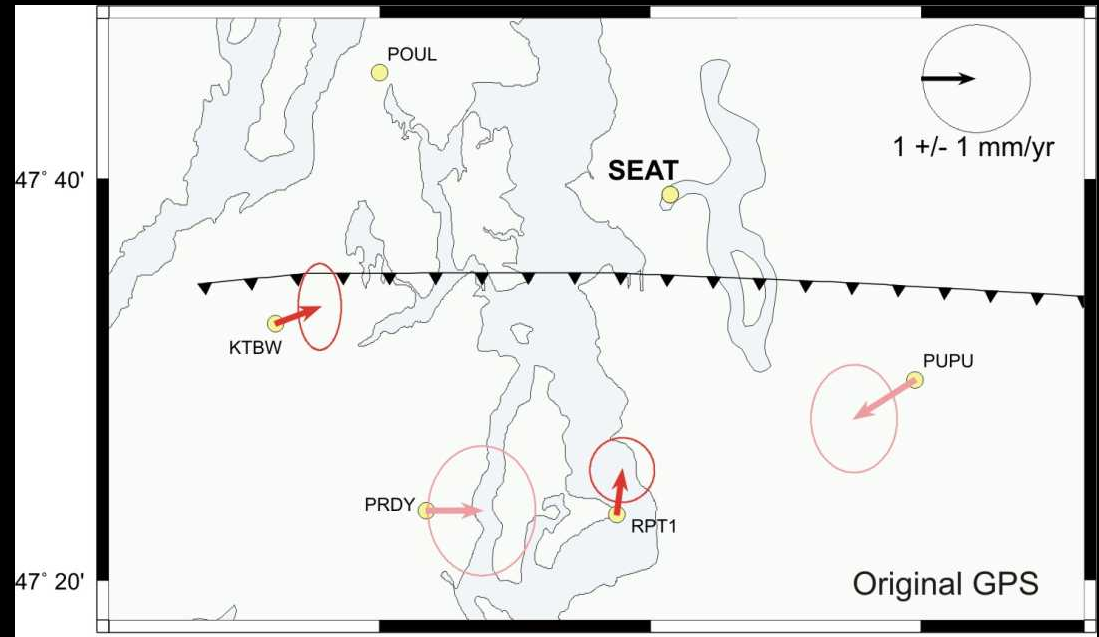 POUL
1 +/- 1 mm/yr
SEAT
47° 40'
KTBW
PUPU
PRDY
RPT1
47° 20'
Original GPS